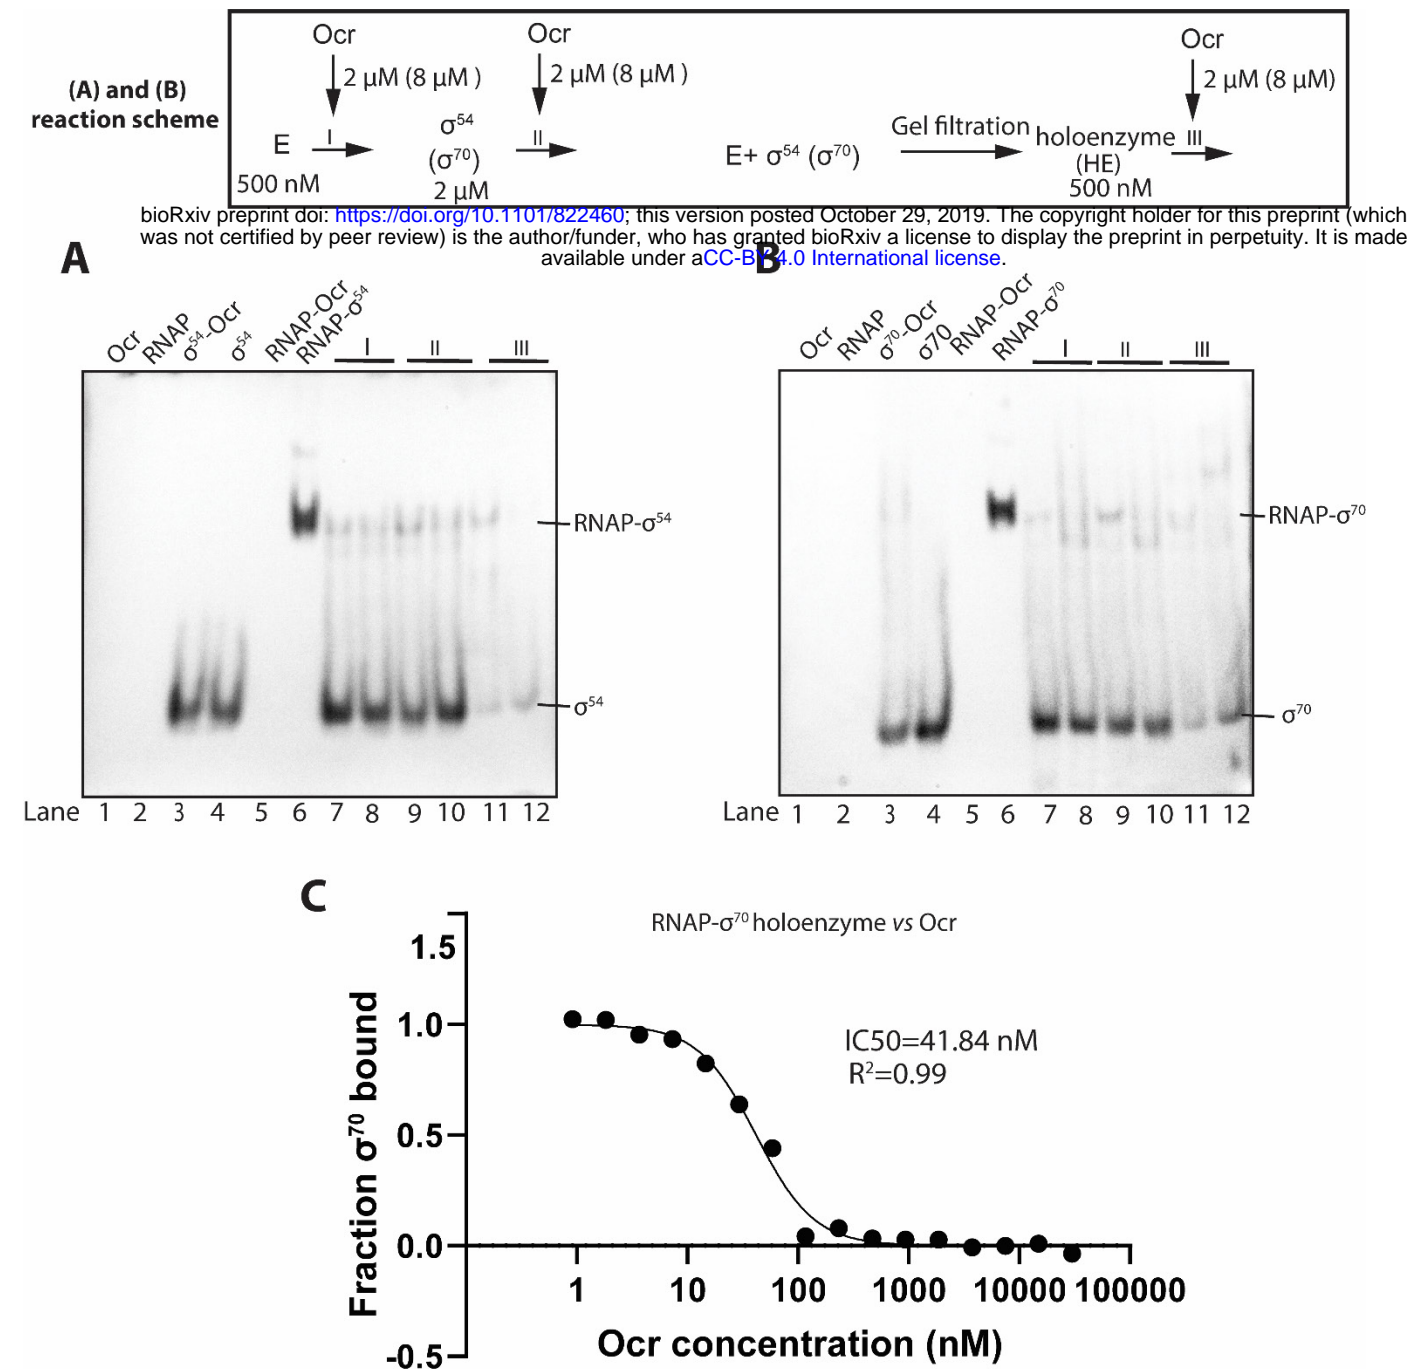 Ocr Ocr Ocr
2 μM (8 μM ) 2 μM (8 μM ) 2 μM (8 μM)
(A) and (B)
reaction scheme
E I σ⁵⁴ II E+ σ⁵⁴ (σ⁷⁰) Gel filtration holoenzyme III
(σ⁷⁰) (HE)
500 nM 2 μM 500 nM
bioRxiv preprint doi: https://doi.org/10.1101/822460; this version posted October 29, 2019. The copyright holder for this preprint (which
was not certified by peer review) is the author/funder, who has granted bioRxiv a license to display the preprint in perpetuity. It is made
available under aCC-BY 4.0 International license.
A
Ocr RNAP σ⁵⁴-Ocr σ⁵⁴ RNAP-Ocr RNAP-σ⁵⁴ I II III
RNAP-σ⁵⁴
σ⁵⁴
Lane 1 2 3 4 5 6 7 8 9 10 11 12
B
Ocr RNAP σ⁷⁰-Ocr σ70 RNAP-Ocr RNAP-σ⁷⁰ I II III
RNAP-σ⁷⁰
σ⁷⁰
Lane 1 2 3 4 5 6 7 8 9 10 11 12
C
RNAP-σ⁷⁰ holoenzyme vs Ocr
IC50=41.84 nM
R²=0.99
Fraction σ⁷⁰ bound
1.5
1.0
0.5
0.0
-0.5
1 10 100 1000 10000 100000
Ocr concentration (nM)